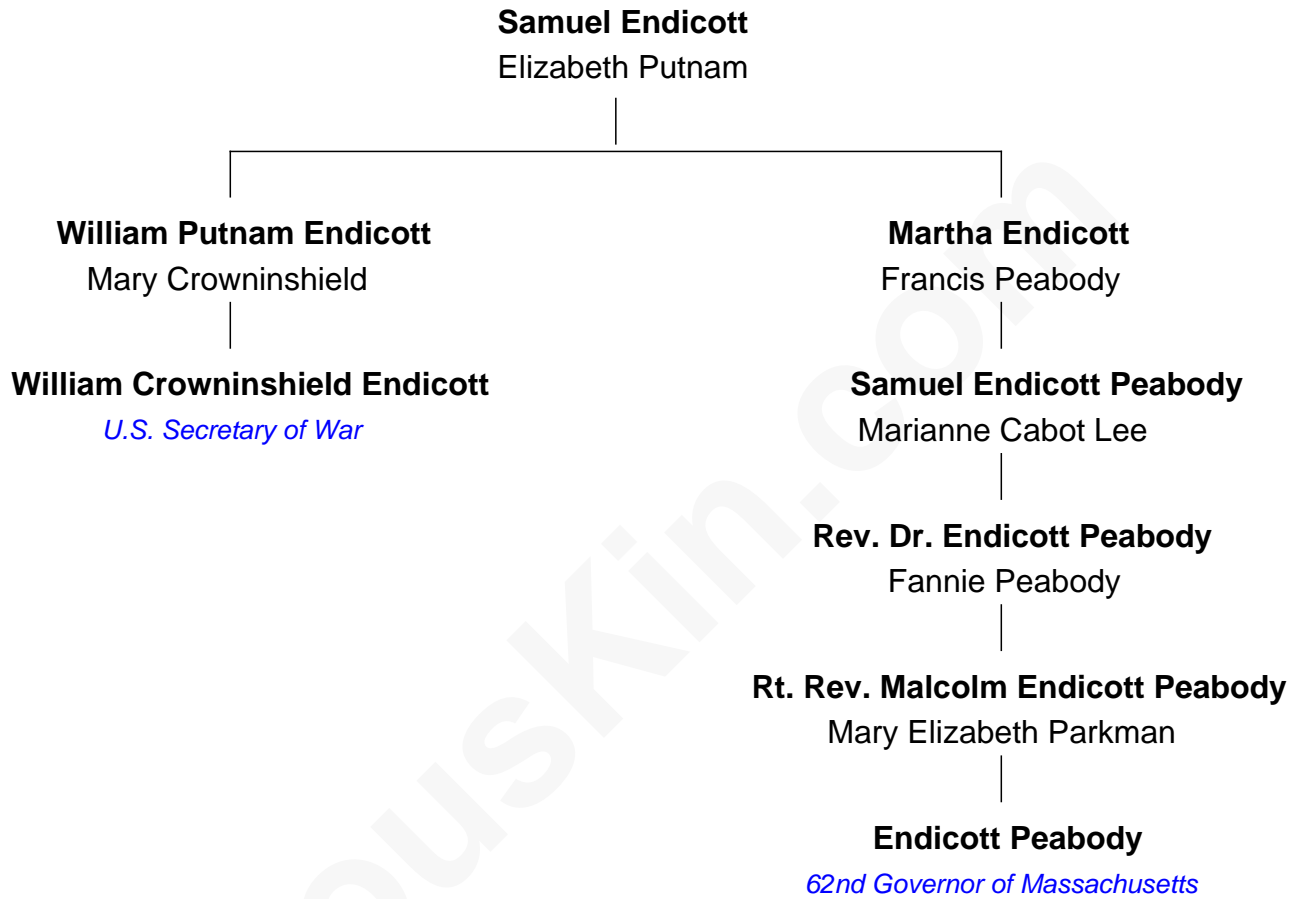 Samuel Endicott
Elizabeth Putnam
William Putnam Endicott
Mary Crowninshield
Martha Endicott
Francis Peabody
William Crowninshield Endicott
U.S. Secretary of War
Samuel Endicott Peabody
Marianne Cabot Lee
Rev. Dr. Endicott Peabody
Fannie Peabody
Rt. Rev. Malcolm Endicott Peabody
Mary Elizabeth Parkman
Endicott Peabody
62nd Governor of Massachusetts
ousKin.com